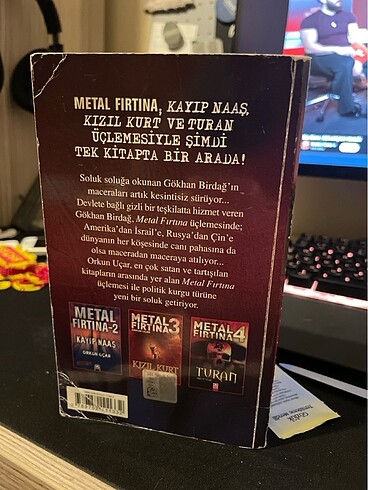 METAL FIRTINA, KAYIP NAAŞ,
KIZIL KURT VE TURAN
ÜÇLEMESİYLE ŞİMDİ
TEK KİTAPTA BİR ARADA!
Soluk soluğa okunan Gökhan Birdağ'ın
maceraları artık kesintisiz sürüyor...
Devlete bağlı gizli bir teşkilatta hizmet veren
Gökhan Birdağ, Metal Fırtına üçlemesinde;
Amerika'dan İsrail'e, Rusya'dan Çin'e
dünyanın her köşesinde canı pahasına da
olsa maceradan maceraya atılıyor...
Orkun Uçar, en çok satan ve tartışılan
kitapların arasında yer alan Metal Fırtına
üçlemesi ile politik kurgu türüne
yeni bir soluk getiriyor.
METAL
FIRTINA-2
KAYIP NAAŞ
ORKUN UÇAR
METAL
FIRTINA 3
KIZIL KURT
METAL
FIRTINA 4
TURAN